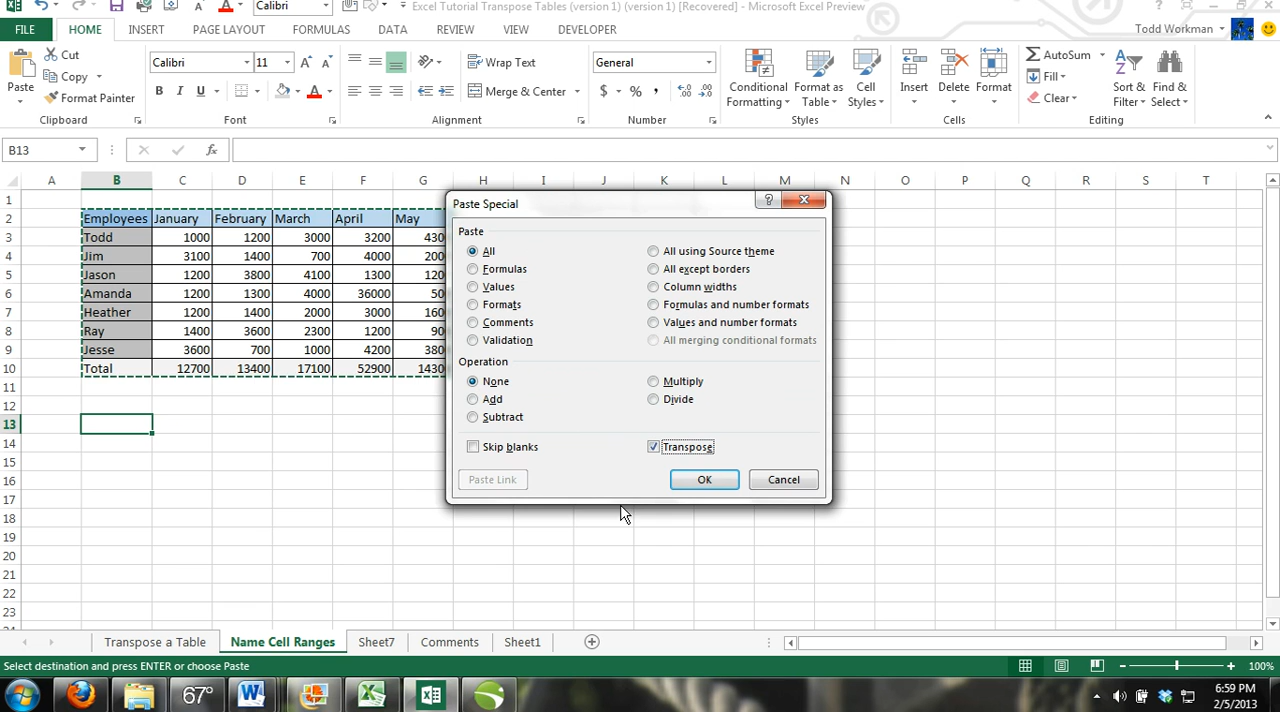 Calibri
Excel Tutorial Transpose Tables (version 1) (version 1) [Recovered] - Microsoft Excel Preview
FILE HOME INSERT PAGE LAYOUT FORMULAS DATA REVIEW VIEW DEVELOPER Todd Workman
Paste Cut Copy Format Painter
Calibri 11 B I U A
Wrap Text Merge & Center
General $ % ,
Conditional Formatting Format as Table Cell Styles
Insert Delete Format
AutoSum Fill Clear Sort & Filter Find & Select
Clipboard Font Alignment Number Styles Cells Editing
B13 fx
A B C D E F G H I J K L M N O P Q R S T
1
2 Employees January February March April May
3 Todd 1000 1200 3000 3200
4 Jim 3100 1400 700 4000
5 Jason 1200 3800 4100 1300
6 Amanda 1200 1300 4000 36000
7 Heather 1200 1400 2000 3000
8 Ray 1400 3600 2300 1200
9 Jesse 3600 700 1000 4200
10 Total 12700 13400 17100 52900
11
12
13
14
15
16
17
18
19
20
21
22
23
Paste Special
Paste
All All using Source theme
Formulas All except borders
Values Column widths
Formats Formulas and number formats
Comments Values and number formats
Validation All merging conditional formats
Operation
None Multiply
Add Divide
Subtract
Skip blanks Transpose
Paste Link OK Cancel
Transpose a Table Name Cell Ranges Sheet7 Comments Sheet1
Select destination and press ENTER or choose Paste 100%
67°
6:59 PM
2/5/2013